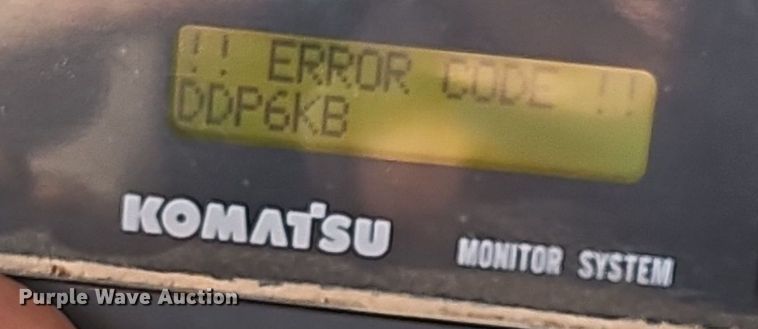 !! ERROR CODE !!
DDP6KB
KOMATSU
MONITOR SYSTEM
Purple Wave Auction